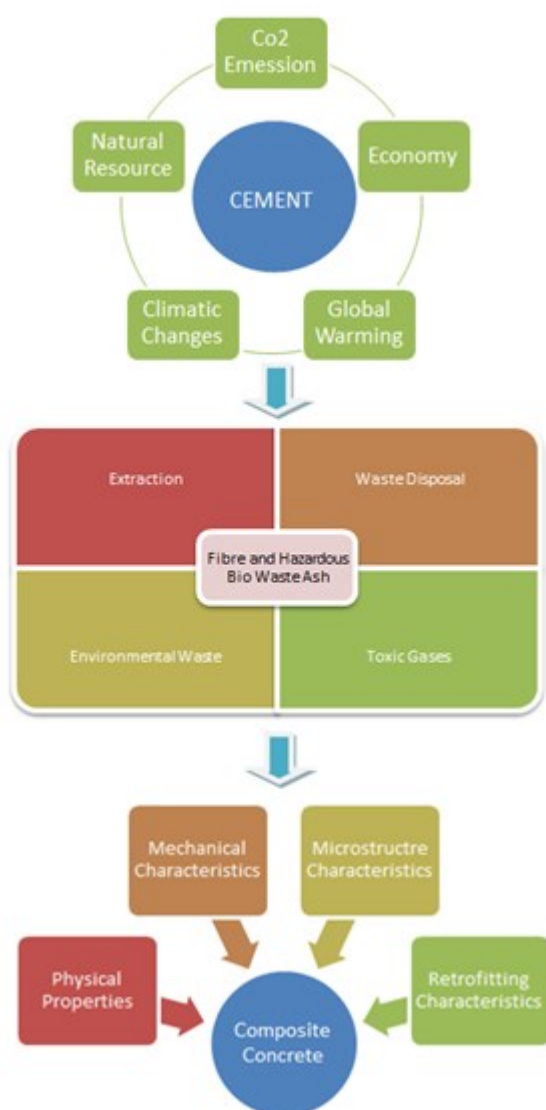 Co2
Emession
Natural
Resource
Economy
CEMENT
Climatic
Changes
Global
Warming
Extraction
Waste Disposal
Fibre and Hazardous
Bio Waste Ash
Environmental Waste
Toxic Gases
Mechanical
Characteristics
Microstructre
Characteristics
Physical
Properties
Retrofitting
Characteristics
Composite
Concrete